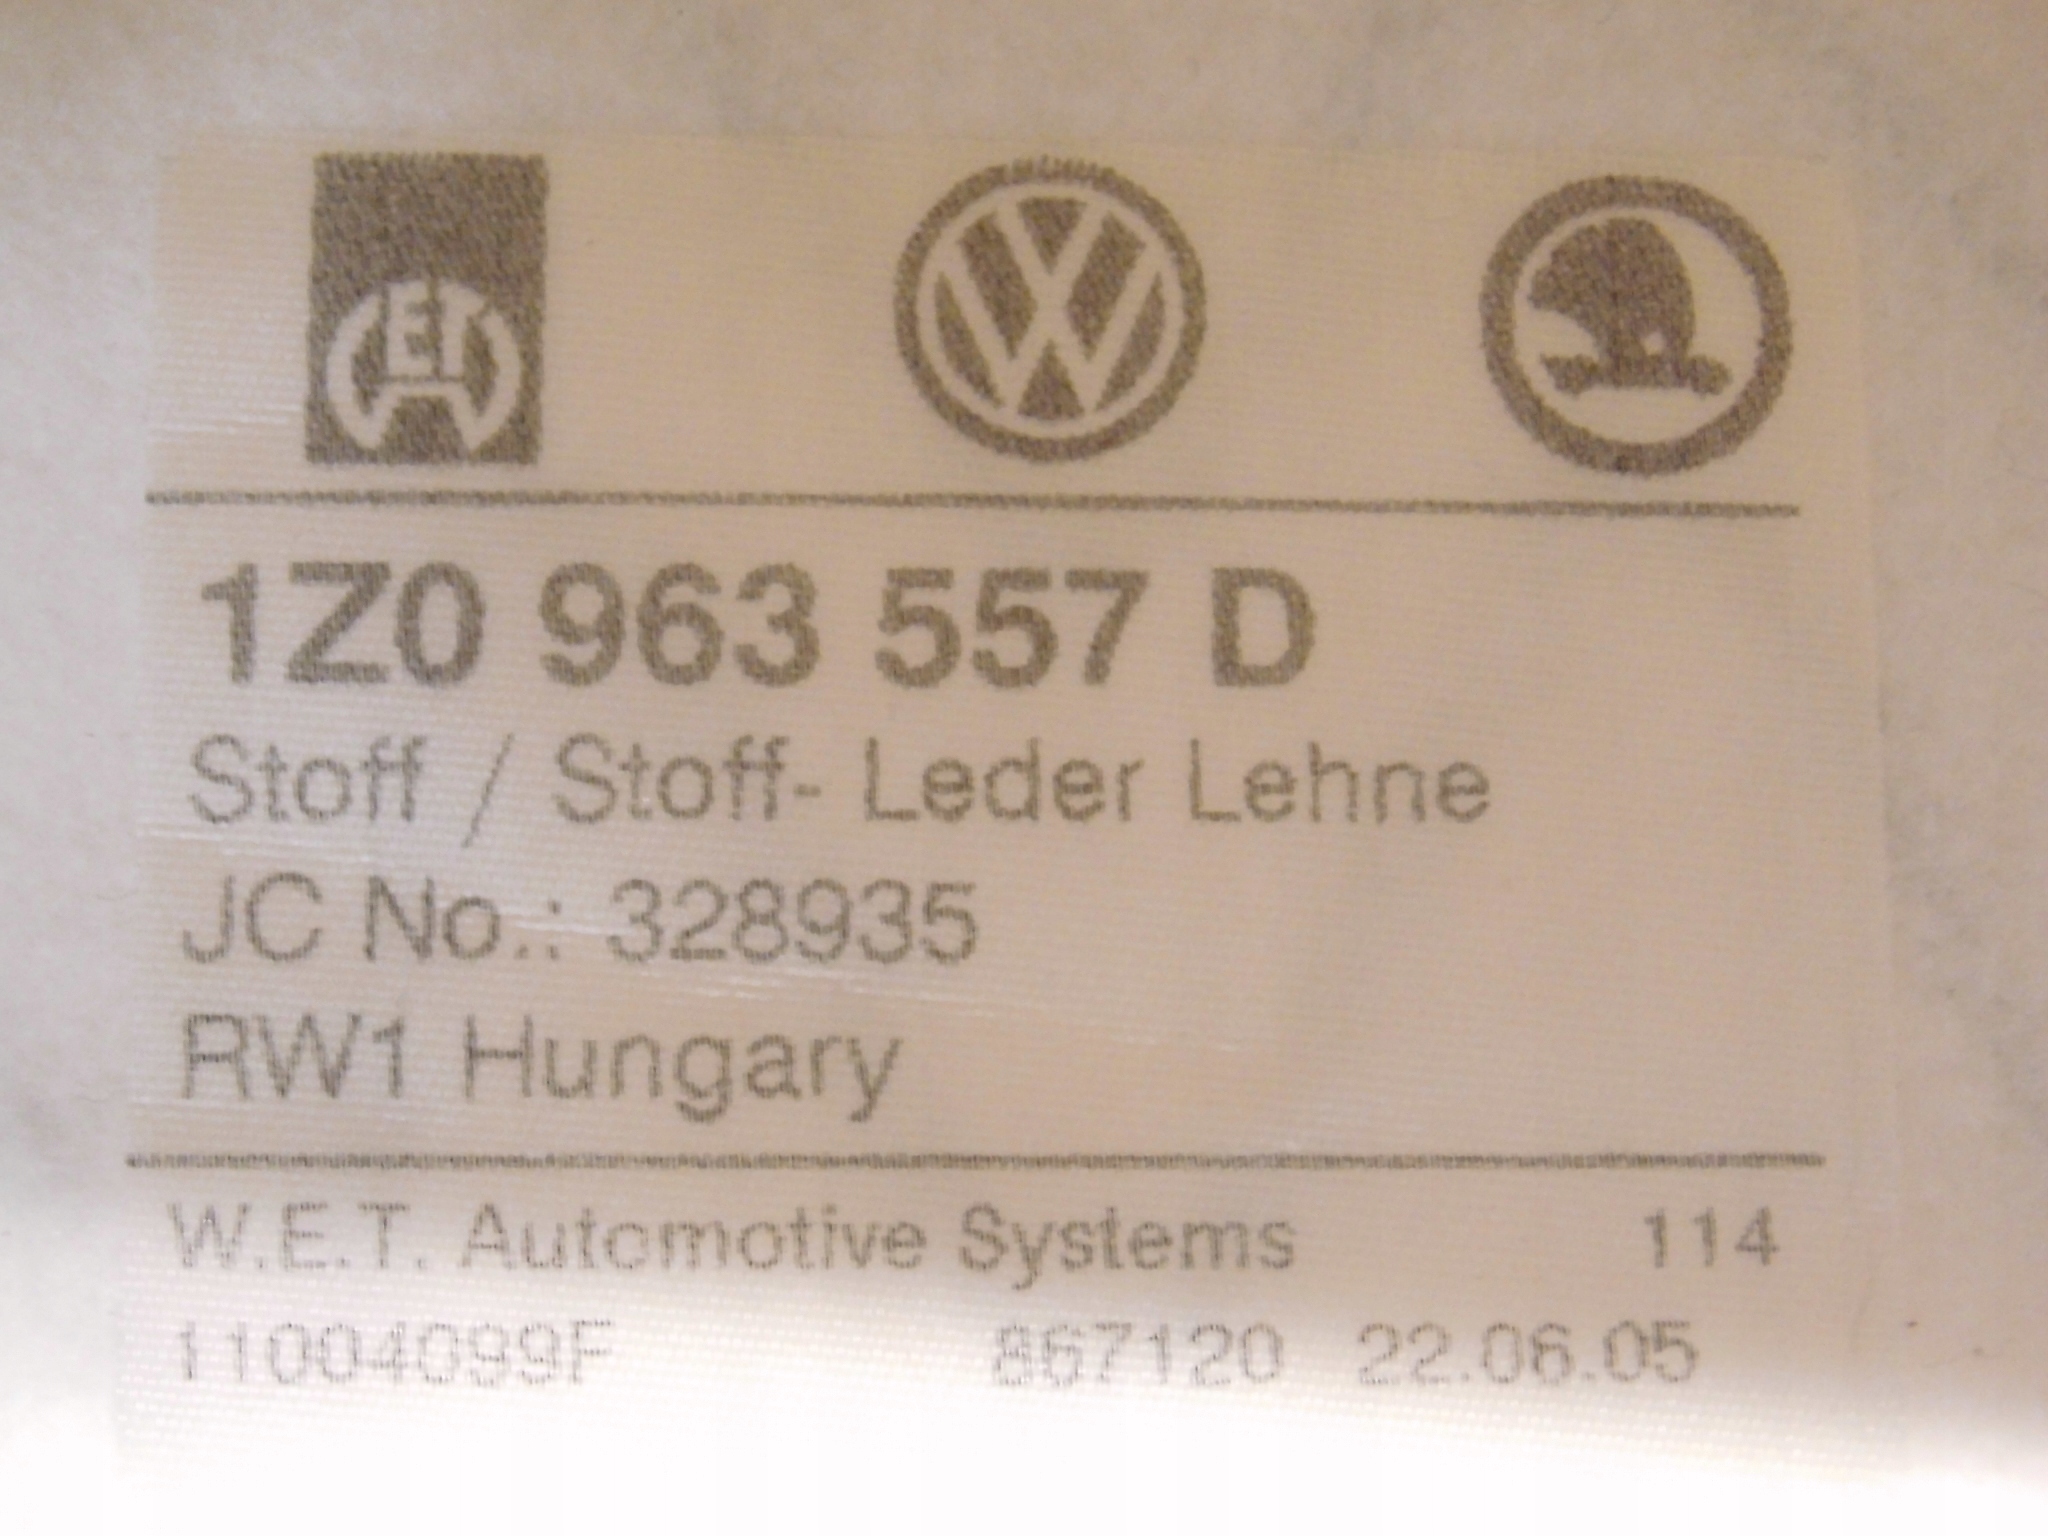 WET
1Z0 963 557 D
Stoff / Stoff- Leder Lehne
JC No.: 328935
RW1 Hungary
W.E.T. Automotive Systems 114
11004099F 867120 22.06.05